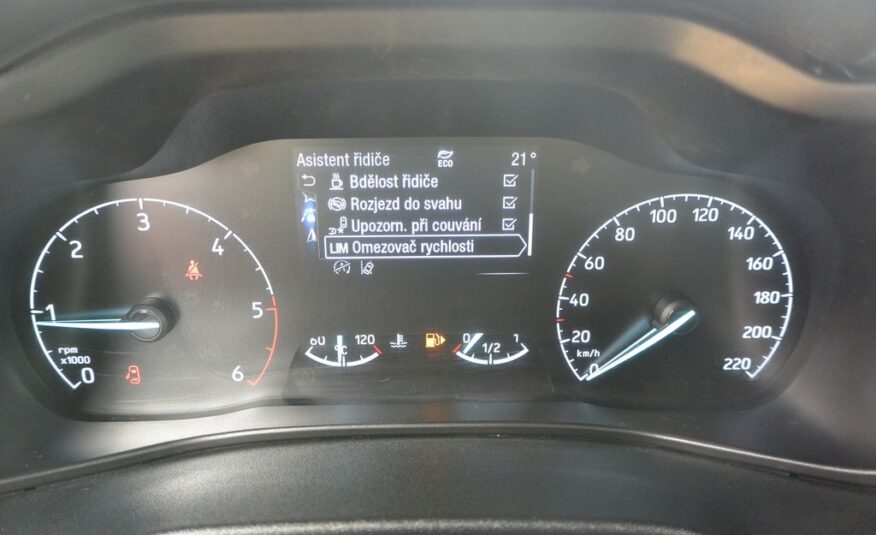 Asistent řidiče ECO 21°
Bdělost řidiče
Rozjezd do svahu
Upozorn. při couvání
LIM Omezovač rychlosti
0 1 2 3 4 5 6
rpm
x1000
60 120
°C
0 1/2 1
0 20 40 60 80 100 120 140 160 180 200 220
km/h